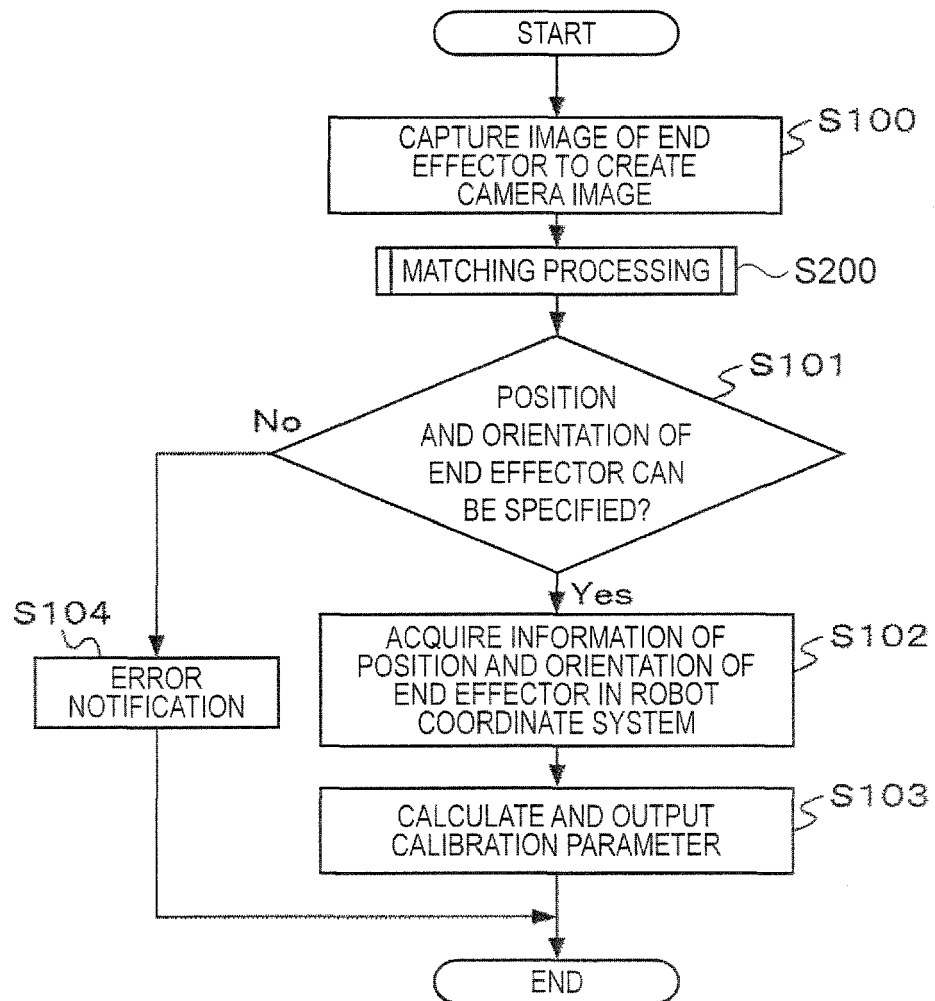 START
S100
CAPTURE IMAGE OF END
EFFECTOR TO CREATE
CAMERA IMAGE
MATCHING PROCESSING
S200
S101
POSITION
AND ORIENTATION OF
END EFFECTOR CAN
BE SPECIFIED?
No
Yes
S104
ERROR
NOTIFICATION
S102
ACQUIRE INFORMATION OF
POSITION AND ORIENTATION OF
END EFFECTOR IN ROBOT
COORDINATE SYSTEM
S103
CALCULATE AND OUTPUT
CALIBRATION PARAMETER
END